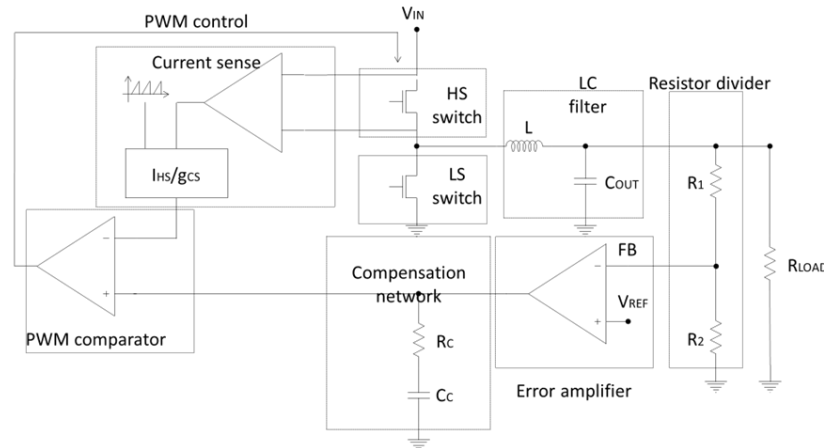 PWM control
VIN
Current sense
HS
switch
LC
filter
Resistor divider
L
IHS/gCS
LS
switch
COUT
R1
−
Compensation
network
FB
−
RLOAD
+
VREF
+
PWM comparator
RC
R2
CC
Error amplifier